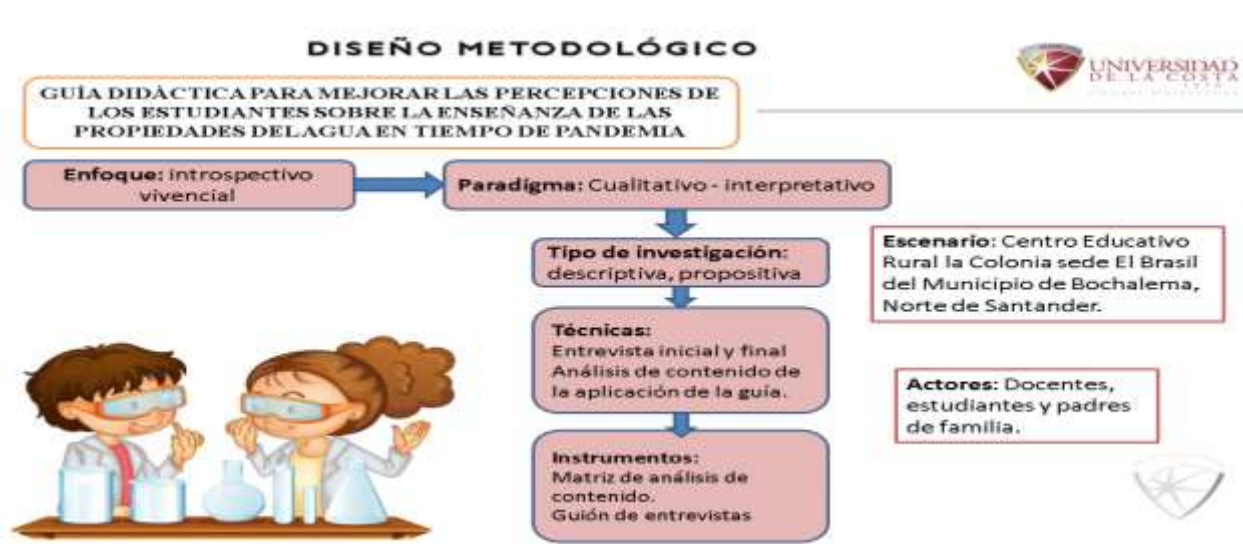 DISEÑO METODOLÓGICO
UNIVERSIDAD
DE LA COSTA
1970
GUÍA DIDÁCTICA PARA MEJORAR LAS PERCEPCIONES DE
LOS ESTUDIANTES SOBRE LA ENSEÑANZA DE LAS
PROPIEDADES DEL AGUA EN TIEMPO DE PANDEMIA
Enfoque: introspectivo
vivencial
Paradigma: Cualitativo - interpretativo
Tipo de investigación:
descriptiva, propositiva
Escenario: Centro Educativo
Rural la Colonia sede El Brasil
del Municipio de Bochalema,
Norte de Santander.
Técnicas:
Entrevista inicial y final
Análisis de contenido de
la aplicación de la guía.
Actores: Docentes,
estudiantes y padres
de familia.
Instrumentos:
Matriz de análisis de
contenido.
Guión de entrevistas